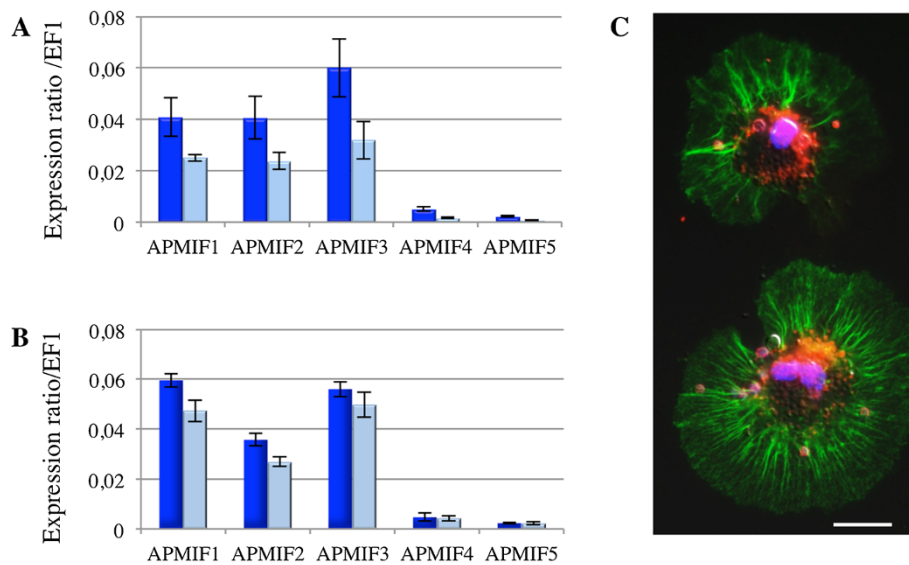 A
Expression ratio /EF1
0,08
0.06
0.04
0.02
0
APMIF1 APMIF2 APMIF3 APMIF4 APMIF5
B
Expression ratio/EF1
0,08
0,06
0,04
0,02
0
APMIF1 APMIF2 APMIF3 APMIF4 APMIF5
C